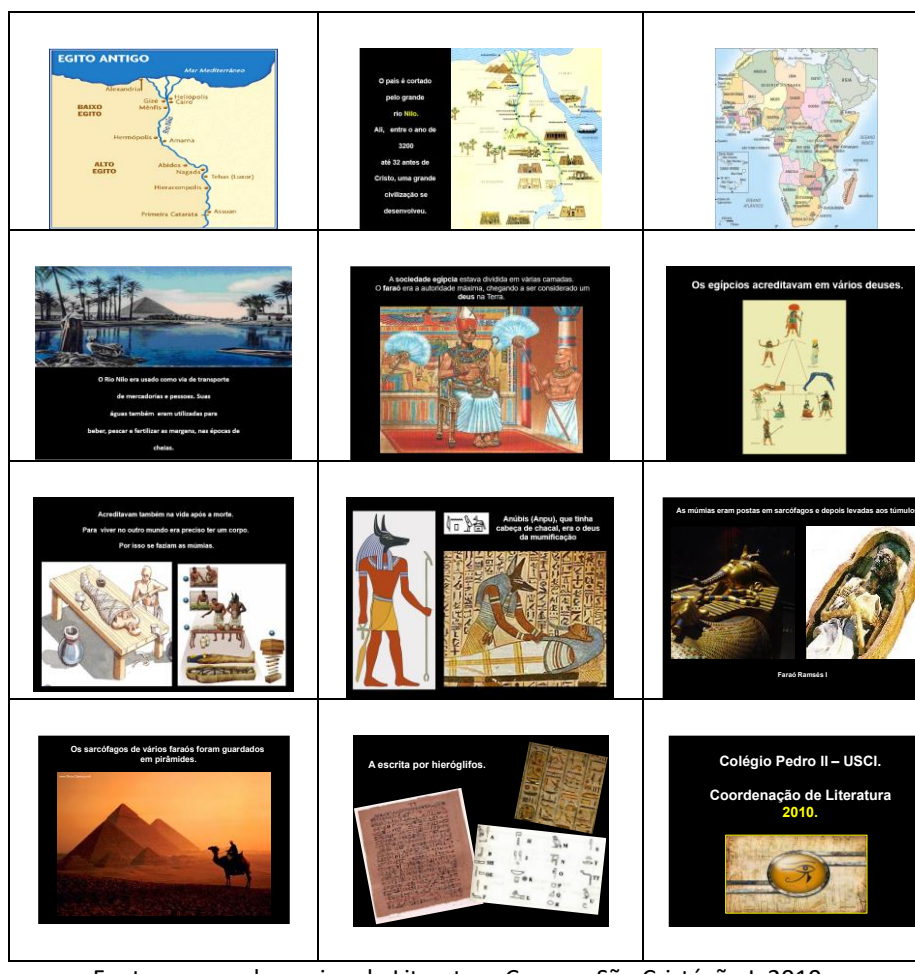 EGITO ANTIGO
Mar Mediterrâneo
Alexandria
Heliópolis
Gizé
Cairo
Mênfis
BAIXO
EGITO
Rio Nilo
Hermópolis
Amarna
ALTO
EGITO
Abidos
Nagada
Tebas (Luxor)
Hieracompolis
Primeira Catarata
Assuan
O país é cortado
pelo grande
rio Nilo.
Ali, entre o ano de
3200
até 32 antes de
Cristo, uma grande
civilização se
desenvolveu.
ÁSIA
OCEANO
ÍNDICO
OCEANO
ATLÂNTICO
O Rio Nilo era usado como via de transporte
de mercadorias e pessoas. Suas
águas também eram utilizadas para
beber, pescar e fertilizar as margens, nas épocas de
cheias.
A sociedade egípcia estava dividida em várias camadas.
O faraó era a autoridade máxima, chegando a ser considerado um
deus na Terra.
Os egípcios acreditavam em vários deuses.
Acreditavam também na vida após a morte.
Para viver no outro mundo era preciso ter um corpo.
Por isso se faziam as múmias.
Anúbis (Anpu), que tinha
cabeça de chacal, era o deus
da mumificação
As múmias eram postas em sarcófagos e depois levadas aos túmulos
Faraó Ramsés I
Os sarcófagos de vários faraós foram guardados
em pirâmides.
A escrita por hieróglifos.
Colégio Pedro II – USCI.
Coordenação de Literatura
2010.